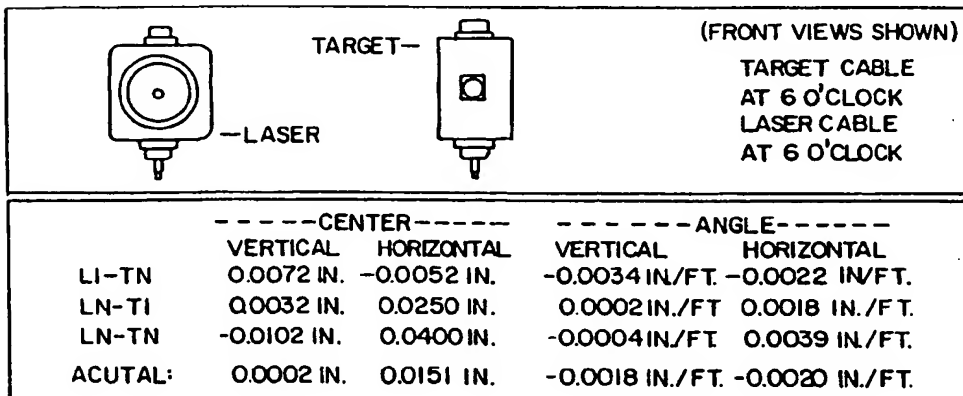 TARGET—
—LASER
(FRONT VIEWS SHOWN)
TARGET CABLE
AT 6 O'CLOCK
LASER CABLE
AT 6 O'CLOCK
-----CENTER------ ------ANGLE------
VERTICAL HORIZONTAL VERTICAL HORIZONTAL
LI-TN 0.0072 IN. -0.0052 IN. -0.0034 IN./FT. -0.0022 IN/FT.
LN-TI 0.0032 IN. 0.0250 IN. 0.0002 IN./FT 0.0018 IN./FT.
LN-TN -0.0102 IN. 0.0400 IN. -0.0004 IN./FT. 0.0039 IN./FT.
ACUTAL: 0.0002 IN. 0.0151 IN. -0.0018 IN./FT. -0.0020 IN./FT.